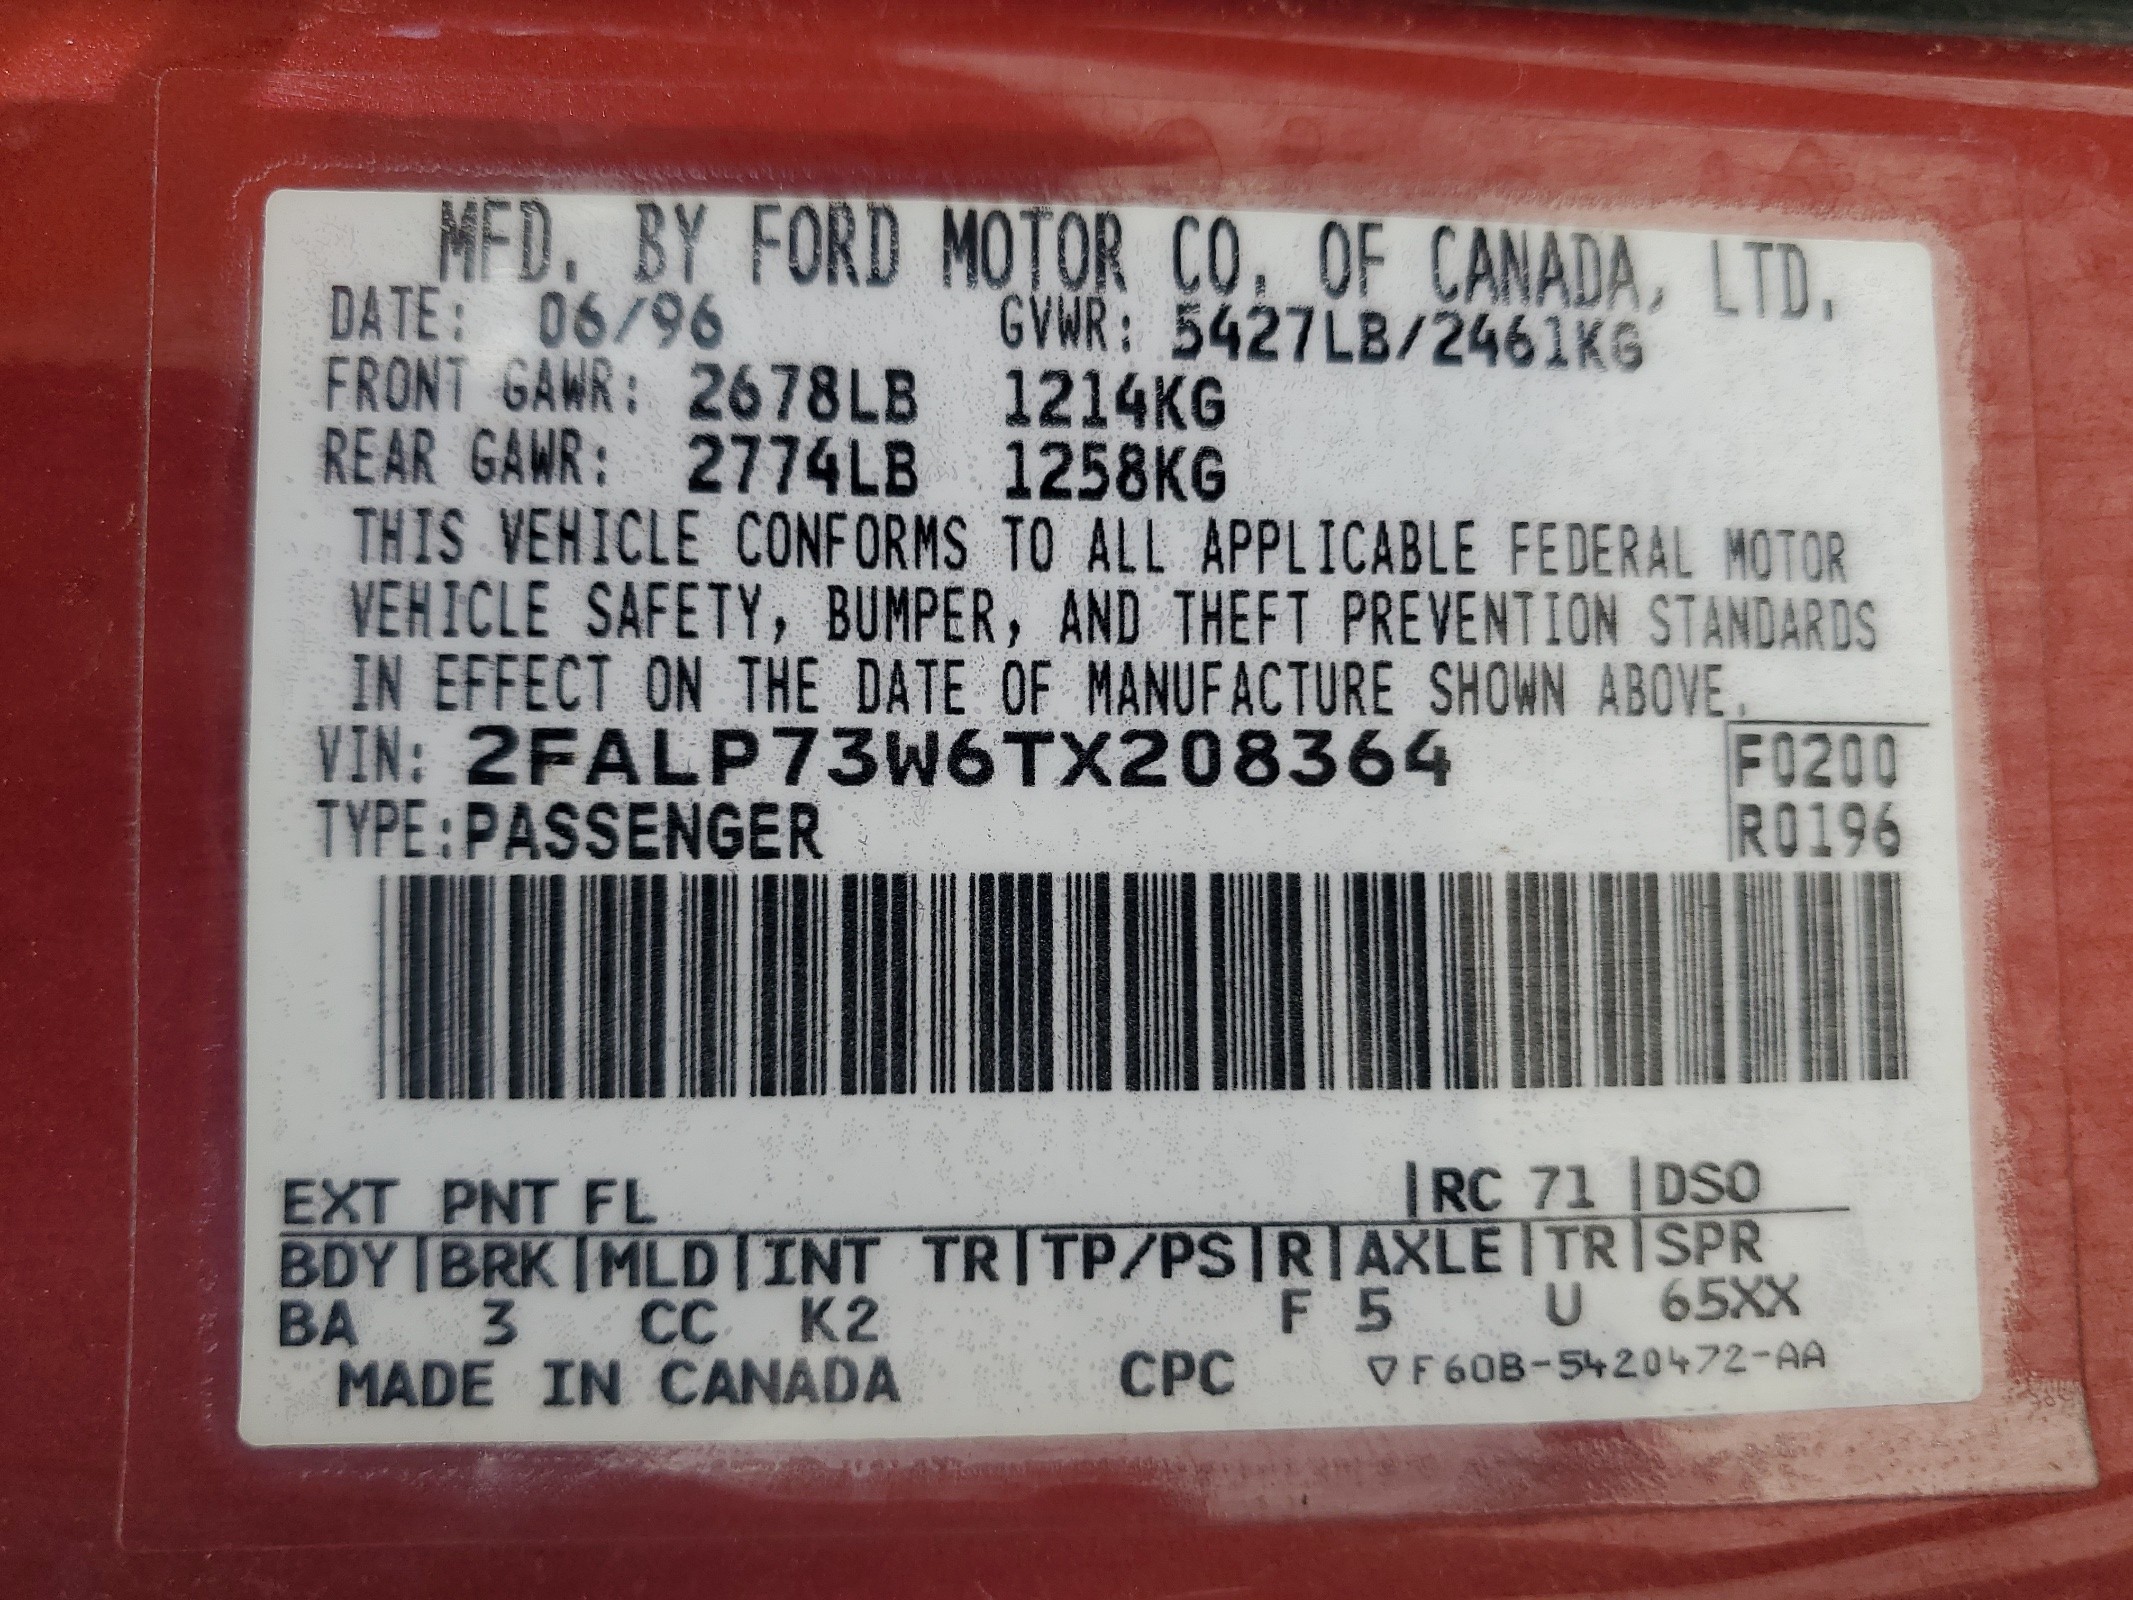 MFD. BY FORD MOTOR CO. OF CANADA, LTD.
DATE: 06/96 GVWR: 5427LB/2461KG
FRONT GAWR: 2678LB 1214KG
REAR GAWR: 2774LB 1258KG
THIS VEHICLE CONFORMS TO ALL APPLICABLE FEDERAL MOTOR
VEHICLE SAFETY, BUMPER, AND THEFT PREVENTION STANDARDS
IN EFFECT ON THE DATE OF MANUFACTURE SHOWN ABOVE.
VIN: 2FALP73W6TX208364 F0200
TYPE: PASSENGER R0196
EXT PNT FL |RC 71 |DSO
BDY|BRK|MLD|INT TR|TP/PS|R|AXLE|TR|SPR
BA 3 CC K2 F 5 U 65XX
MADE IN CANADA CPC ▽F60B-5420472-AA